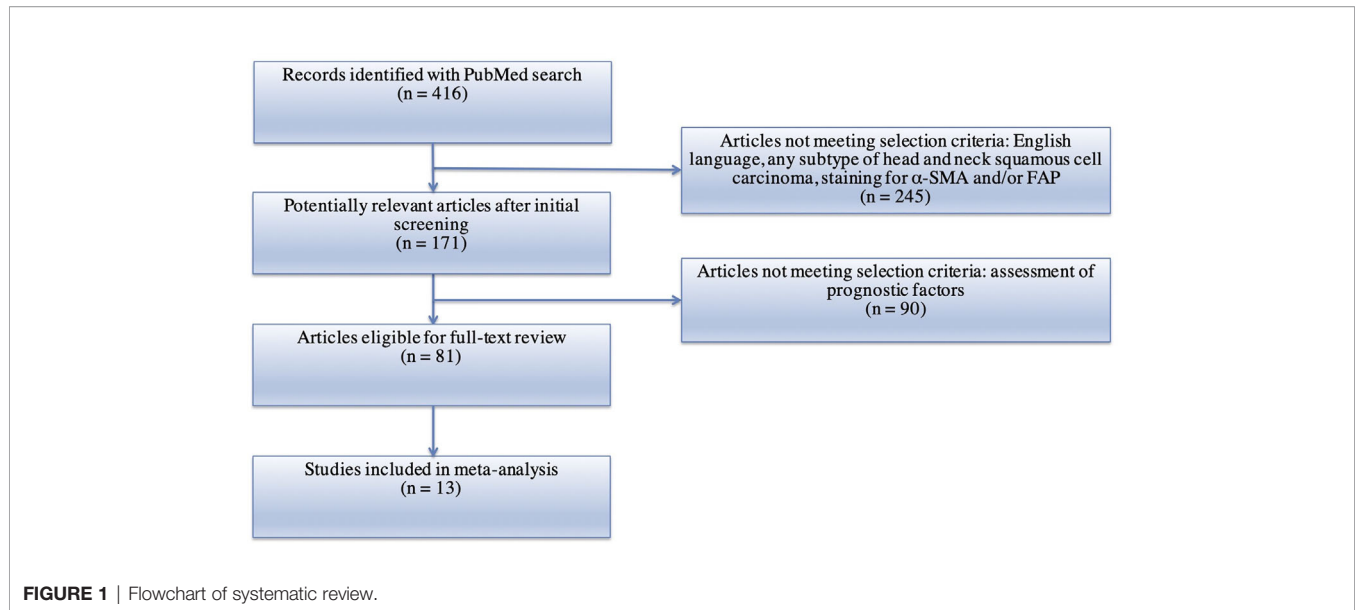 Records identified with PubMed search
(n = 416)
Articles not meeting selection criteria: English
language, any subtype of head and neck squamous cell
carcinoma, staining for α-SMA and/or FAP
(n = 245)
Potentially relevant articles after initial
screening
(n = 171)
Articles not meeting selection criteria: assessment of
prognostic factors
(n = 90)
Articles eligible for full-text review
(n = 81)
Studies included in meta-analysis
(n = 13)
FIGURE 1 | Flowchart of systematic review.